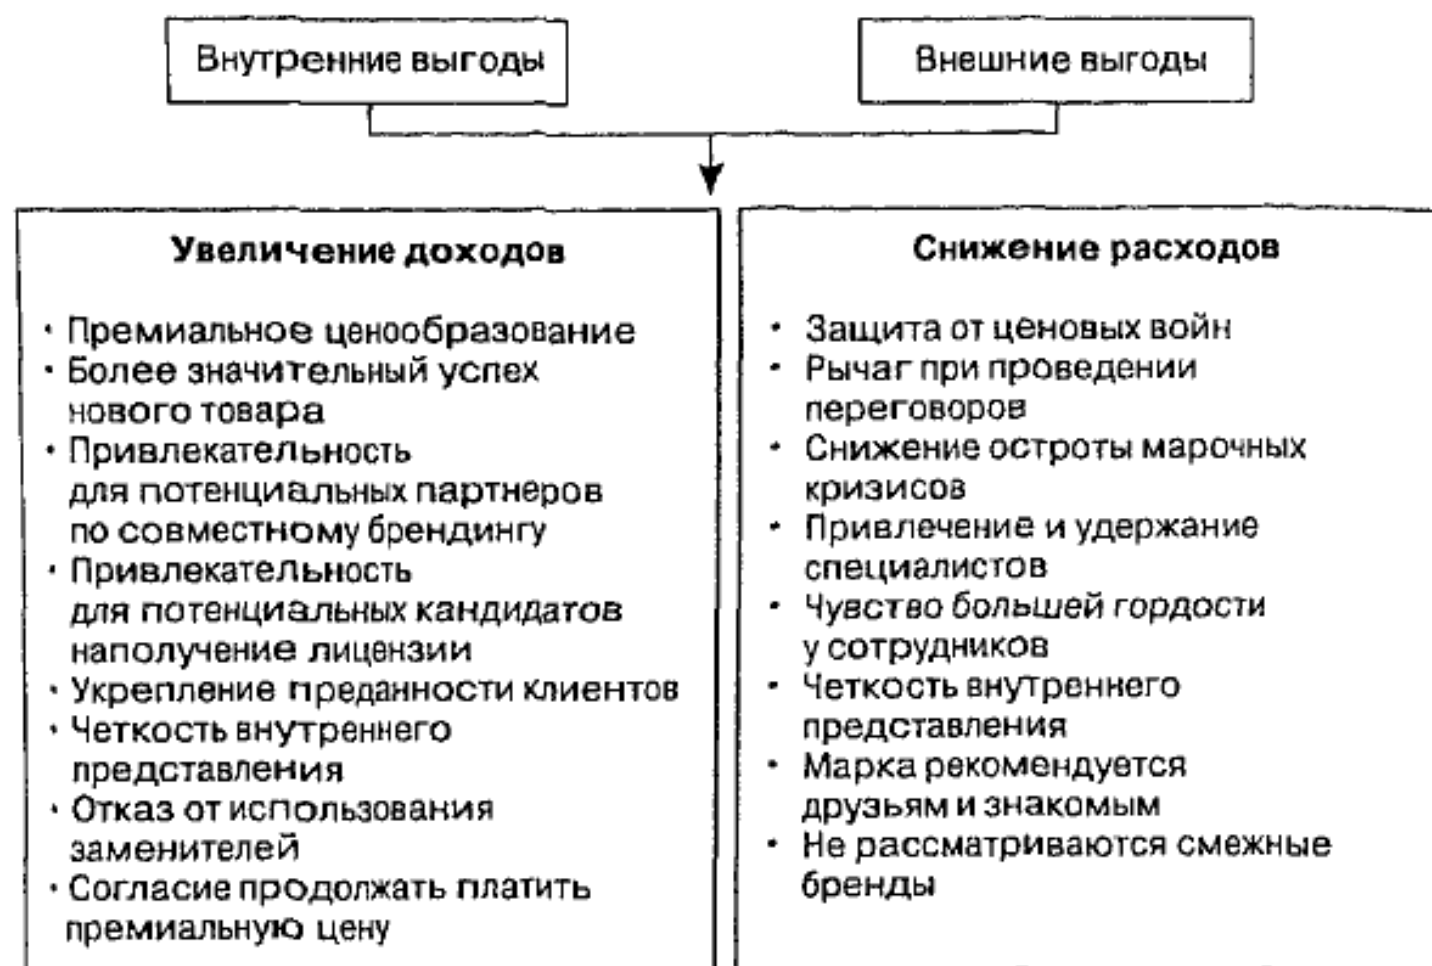 Внутренние выгоды
Внешние выгоды
Увеличение доходов
· Премиальное ценообразование
· Более значительный успех
нового товара
· Привлекательность
для потенциальных партнеров
по совместному брендингу
· Привлекательность
для потенциальных кандидатов
наполучение лицензии
· Укрепление преданности клиентов
· Четкость внутреннего
представления
· Отказ от использования
заменителей
· Согласие продолжать платить
премиальную цену
Снижение расходов
· Защита от ценовых войн
· Рычаг при проведении
переговоров
· Снижение остроты марочных
кризисов
· Привлечение и удержание
специалистов
· Чувство большей гордости
у сотрудников
· Четкость внутреннего
представления
· Марка рекомендуется
друзьям и знакомым
· Не рассматриваются смежные
бренды